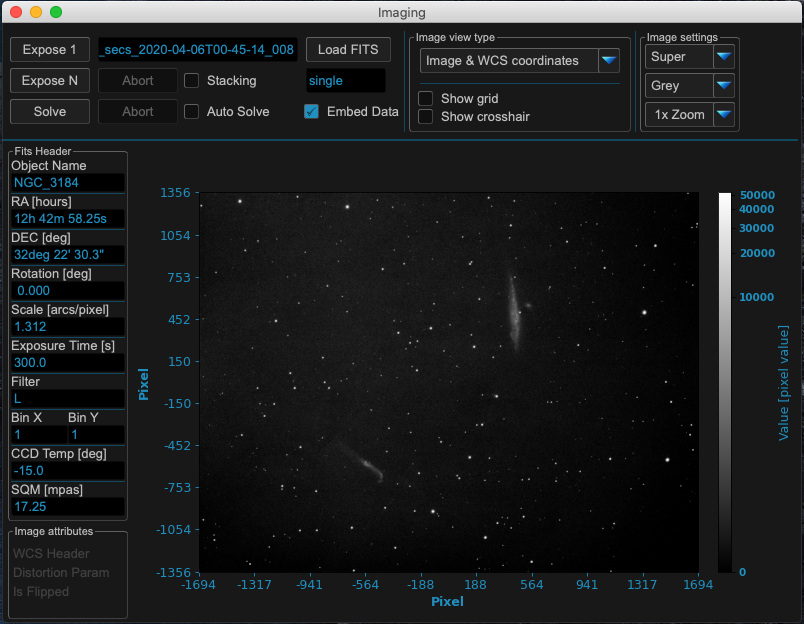 Imaging
Expose 1 _secs_2020-04-06T00-45-14_008 Load FITS
Expose N Abort Stacking single
Solve Abort Auto Solve Embed Data
Image view type
Image & WCS coordinates
Show grid
Show crosshair
Image settings
Super
Grey
1x Zoom
Fits Header
Object Name
NGC_3184
RA [hours]
12h 42m 58.25s
DEC [deg]
32deg 22' 30.3"
Rotation [deg]
0.000
Scale [arcs/pixel]
1.312
Exposure Time [s]
300.0
Filter
L
Bin X Bin Y
1 1
CCD Temp [deg]
-15.0
SQM [mpas]
17.25
Image attributes
WCS Header
Distortion Param
Is Flipped
Pixel
1356
1054
753
452
150
-150
-452
-753
-1054
-1356
-1694 -1317 -941 -564 -188 188 564 941 1317 1694
Pixel
50000
40000
30000
20000
10000
0
Value [pixel value]